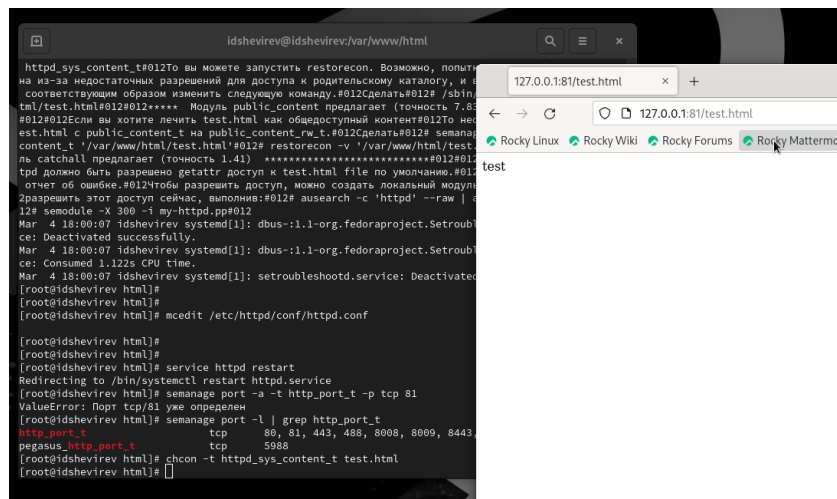 idshevirev@idshevirev:/var/www/html
httpd_sys_content_t#012То вы можете запустить restorecon. Возможно, попытк
на из-за недостаточных разрешений для доступа к родительскому каталогу, и в
соответствующим образом изменить следующую команду.#012Сделать#012# /sbin/
tml/test.html#012#012***** Модуль public_content предлагает (точность 7.83
#012#012Если вы хотите лечить test.html как общедоступный контент#012То нео
est.html с public_content_t на public_content_rw_t.#012Сделать#012# semanag
content_t '/var/www/html/test.html'#012# restorecon -v '/var/www/html/test.
ль catchall предлагает (точность 1.41) **************************#012#012
tpd должно быть разрешено getattr доступ к test.html file по умолчанию.#012
отчет об ошибке.#012Чтобы разрешить доступ, можно создать локальный модуль
2разрешить этот доступ сейчас, выполнив:#012# ausearch -c 'httpd' --raw | a
12# semodule -X 300 -i my-httpd.pp#012
Mar 4 18:00:07 idshevirev systemd[1]: dbus-:1.1-org.fedoraproject.Setroubl
ce: Deactivated successfully.
Mar 4 18:00:07 idshevirev systemd[1]: dbus-:1.1-org.fedoraproject.Setroubl
ce: Consumed 1.122s CPU time.
Mar 4 18:00:07 idshevirev systemd[1]: setroubleshootd.service: Deactivated
[root@idshevirev html]#
[root@idshevirev html]#
[root@idshevirev html]# mcedit /etc/httpd/conf/httpd.conf
[root@idshevirev html]#
[root@idshevirev html]#
[root@idshevirev html]# service httpd restart
Redirecting to /bin/systemctl restart httpd.service
[root@idshevirev html]# semanage port -a -t http_port_t -p tcp 81
ValueError: Порт tcp/81 уже определен
[root@idshevirev html]# semanage port -l | grep http_port_t
http_port_t tcp 80, 81, 443, 488, 8008, 8009, 8443,
pegasus_http_port_t tcp 5988
[root@idshevirev html]# chcon -t httpd_sys_content_t test.html
[root@idshevirev html]#
127.0.0.1:81/test.html
127.0.0.1:81/test.html
Rocky Linux Rocky Wiki Rocky Forums Rocky Mattermo
test